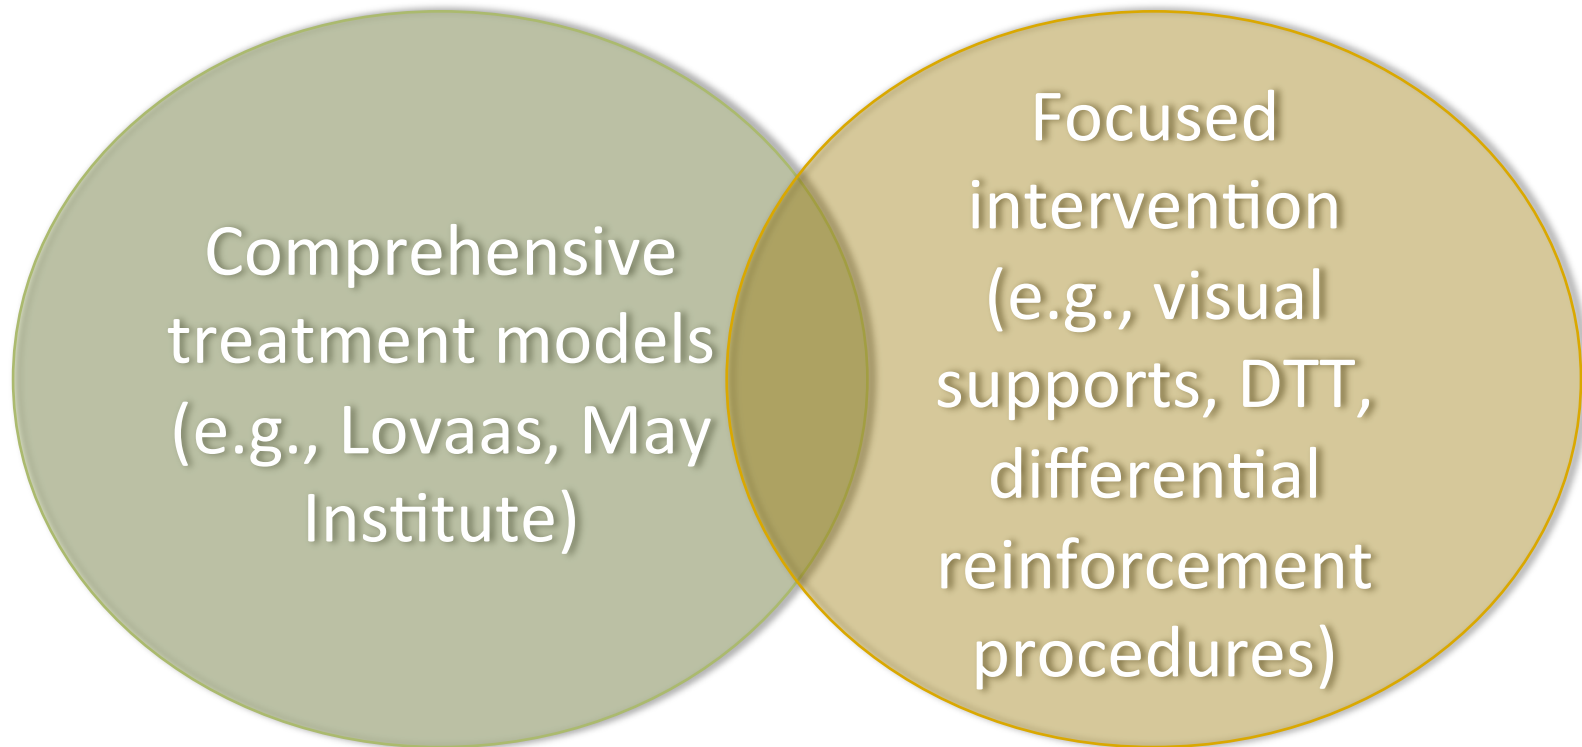 Comprehensive
treatment models
(e.g., Lovaas, May
Institute)
Focused
intervention
(e.g., visual
supports, DTT,
differential
reinforcement
procedures)